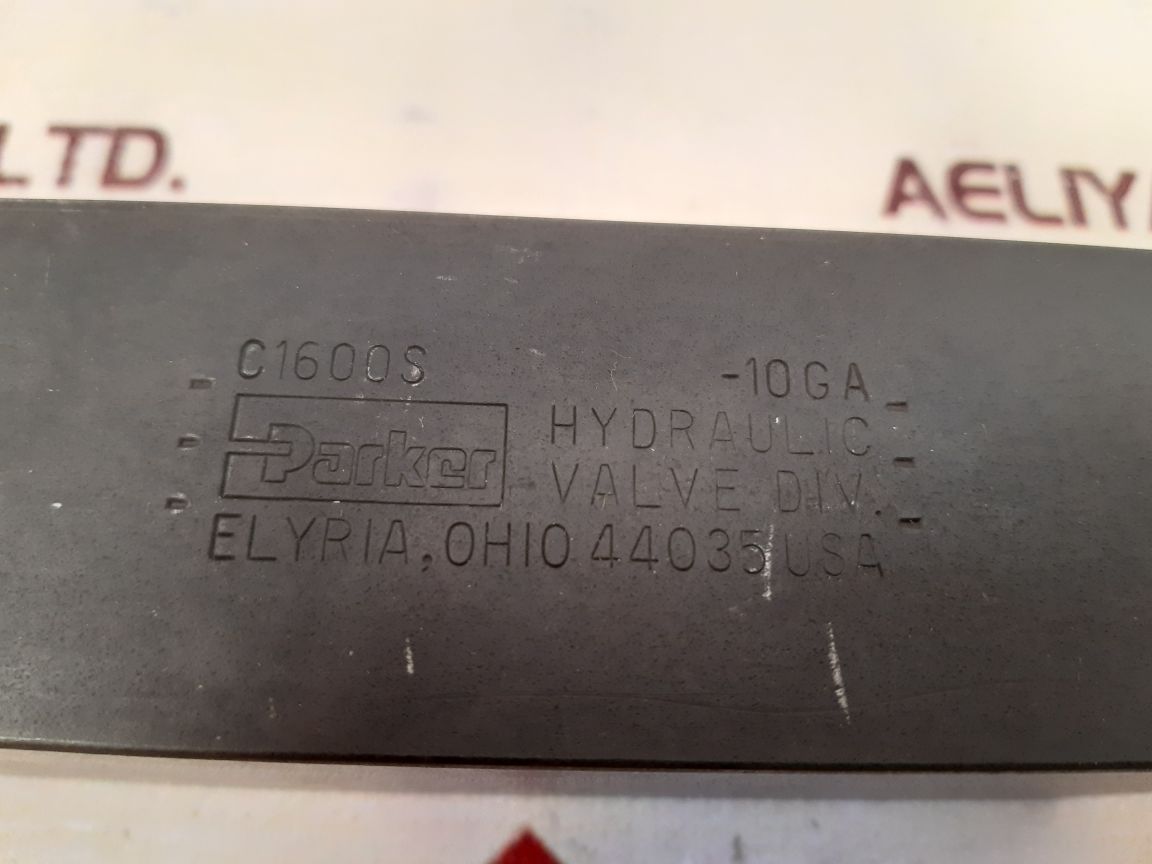 LTD.
AELIY
C1600S -10GA
Parker HYDRAULIC
VALVE DIV.
ELYRIA, OHIO 44035 USA